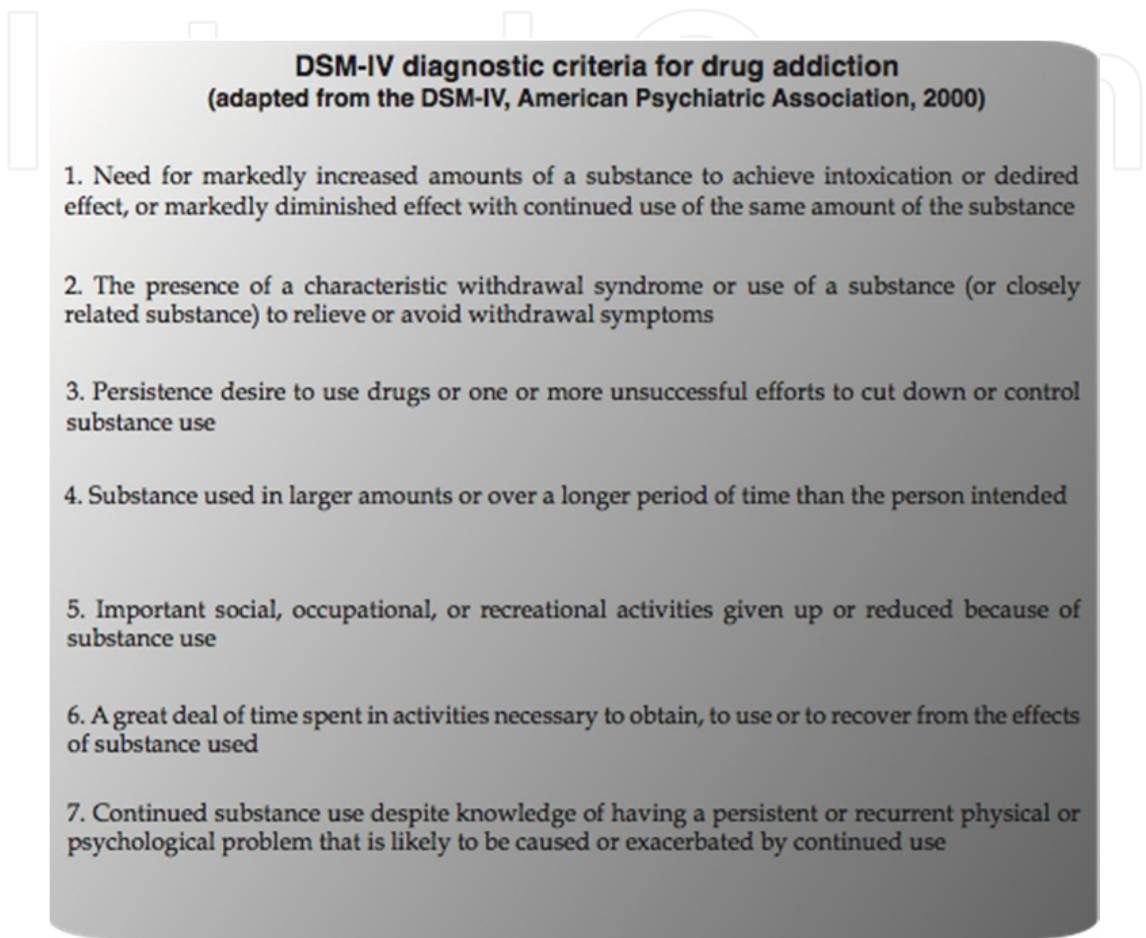 DSM-IV diagnostic criteria for drug addiction
(adapted from the DSM-IV, American Psychiatric Association, 2000)
1. Need for markedly increased amounts of a substance to achieve intoxication or dedired
effect, or markedly diminished effect with continued use of the same amount of the substance
2. The presence of a characteristic withdrawal syndrome or use of a substance (or closely
related substance) to relieve or avoid withdrawal symptoms
3. Persistence desire to use drugs or one or more unsuccessful efforts to cut down or control
substance use
4. Substance used in larger amounts or over a longer period of time than the person intended
5. Important social, occupational, or recreational activities given up or reduced because of
substance use
6. A great deal of time spent in activities necessary to obtain, to use or to recover from the effects
of substance used
7. Continued substance use despite knowledge of having a persistent or recurrent physical or
psychological problem that is likely to be caused or exacerbated by continued use